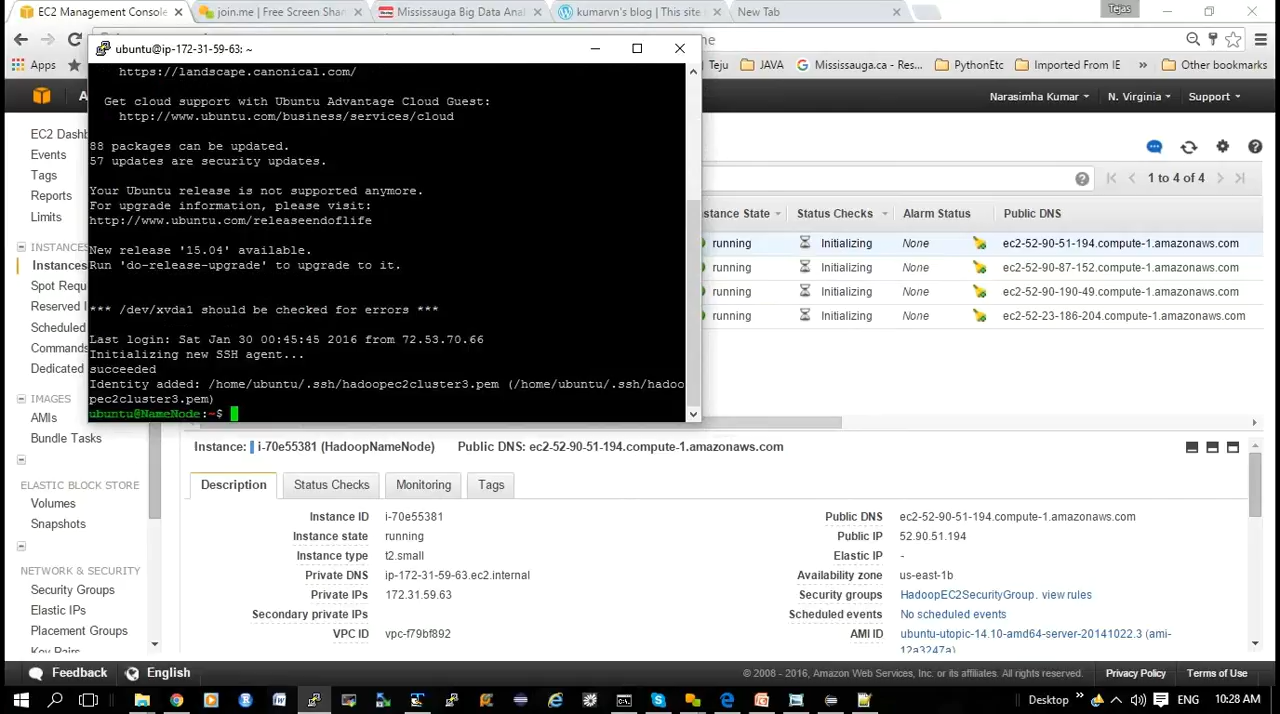 EC2 Management Console
join.me | Free Screen Shar
Mississauga Big Data Anal
kumarvn's blog | This site
New Tab
Tejas
Apps
Teju
JAVA
Mississauga.ca - Res...
PythonEtc
Imported From IE
»
Other bookmarks
ubuntu@ip-172-31-59-63: ~
Narasimha Kumar
N. Virginia
Support
https://landscape.canonical.com/
Get cloud support with Ubuntu Advantage Cloud Guest:
http://www.ubuntu.com/business/services/cloud
88 packages can be updated.
57 updates are security updates.
Your Ubuntu release is not supported anymore.
For upgrade information, please visit:
http://www.ubuntu.com/releaseendoflife
New release '15.04' available.
Run 'do-release-upgrade' to upgrade to it.
*** /dev/xvda1 should be checked for errors ***
Last login: Sat Jan 30 00:45:45 2016 from 72.53.70.66
Initializing new SSH agent...
succeeded
Identity added: /home/ubuntu/.ssh/hadoopec2cluster3.pem (/home/ubuntu/.ssh/hadoo
pec2cluster3.pem)
ubuntu@NameNode:~$
EC2 Dashb
Events
Tags
Reports
Limits
INSTANCES
Instances
Spot Requ
Reserved I
Scheduled
Commands
Dedicated
IMAGES
AMIs
Bundle Tasks
ELASTIC BLOCK STORE
Volumes
Snapshots
NETWORK & SECURITY
Security Groups
Elastic IPs
Placement Groups
Key Pairs
1 to 4 of 4
nstance State Status Checks Alarm Status Public DNS
running Initializing None ec2-52-90-51-194.compute-1.amazonaws.com
running Initializing None ec2-52-90-87-152.compute-1.amazonaws.com
running Initializing None ec2-52-90-190-49.compute-1.amazonaws.com
running Initializing None ec2-52-23-186-204.compute-1.amazonaws.com
Instance: i-70e55381 (HadoopNameNode) Public DNS: ec2-52-90-51-194.compute-1.amazonaws.com
Description Status Checks Monitoring Tags
Instance ID i-70e55381
Instance state running
Instance type t2.small
Private DNS ip-172-31-59-63.ec2.internal
Private IPs 172.31.59.63
Secondary private IPs
VPC ID vpc-f79bf892
Public DNS ec2-52-90-51-194.compute-1.amazonaws.com
Public IP 52.90.51.194
Elastic IP -
Availability zone us-east-1b
Security groups HadoopEC2SecurityGroup. view rules
Scheduled events No scheduled events
AMI ID ubuntu-utopic-14.10-amd64-server-20141022.3 (ami-
12a3247a)
Feedback English
© 2008 - 2016, Amazon Web Services, Inc. or its affiliates. All rights reserved. Privacy Policy Terms of Use
Desktop » ENG 10:28 AM